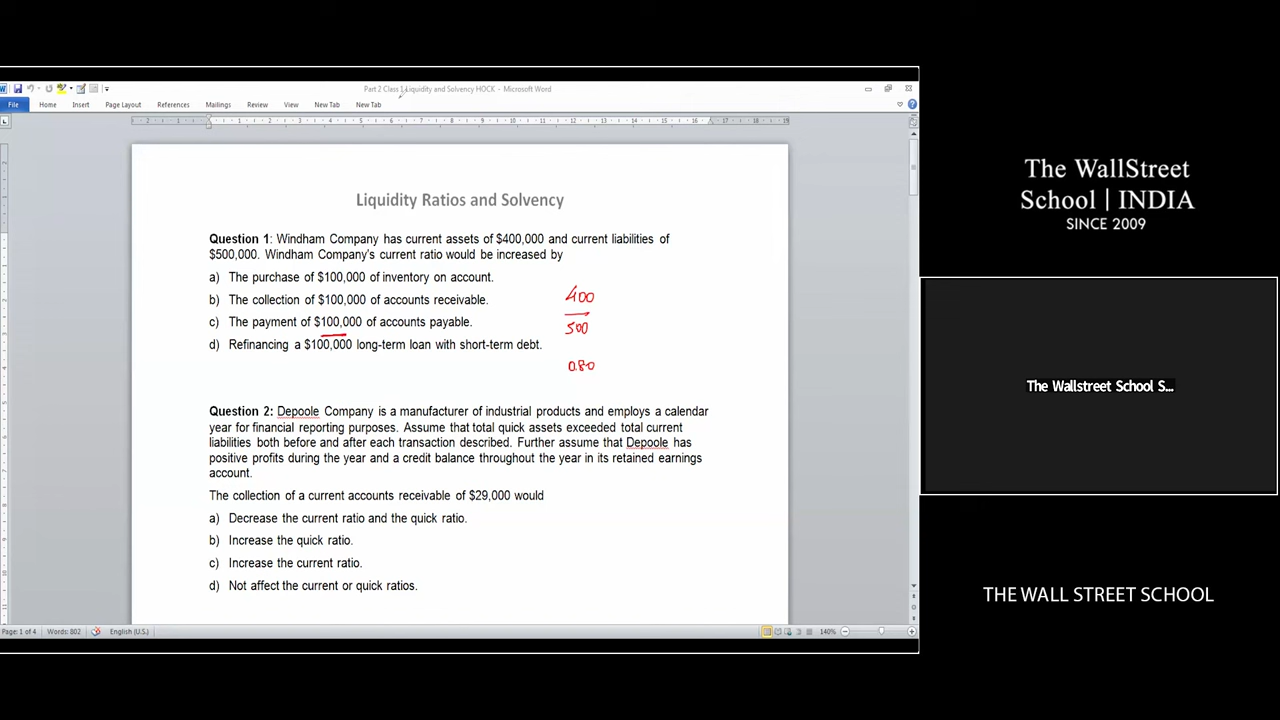 Part 2 Class 1 Liquidity and Solvency HOCK - Microsoft Word
File Home Insert Page Layout References Mailings Review View New Tab New Tab
Liquidity Ratios and Solvency
Question 1: Windham Company has current assets of $400,000 and current liabilities of
$500,000. Windham Company's current ratio would be increased by
a) The purchase of $100,000 of inventory on account.
b) The collection of $100,000 of accounts receivable.
c) The payment of $100,000 of accounts payable.
d) Refinancing a $100,000 long-term loan with short-term debt.
400
500
0.80
Question 2: Depoole Company is a manufacturer of industrial products and employs a calendar
year for financial reporting purposes. Assume that total quick assets exceeded total current
liabilities both before and after each transaction described. Further assume that Depoole has
positive profits during the year and a credit balance throughout the year in its retained earnings
account.
The collection of a current accounts receivable of $29,000 would
a) Decrease the current ratio and the quick ratio.
b) Increase the quick ratio.
c) Increase the current ratio.
d) Not affect the current or quick ratios.
Page: 1 of 4 Words: 802 English (U.S.) 140%
The WallStreet
School | INDIA
SINCE 2009
The Wallstreet School S...
THE WALL STREET SCHOOL